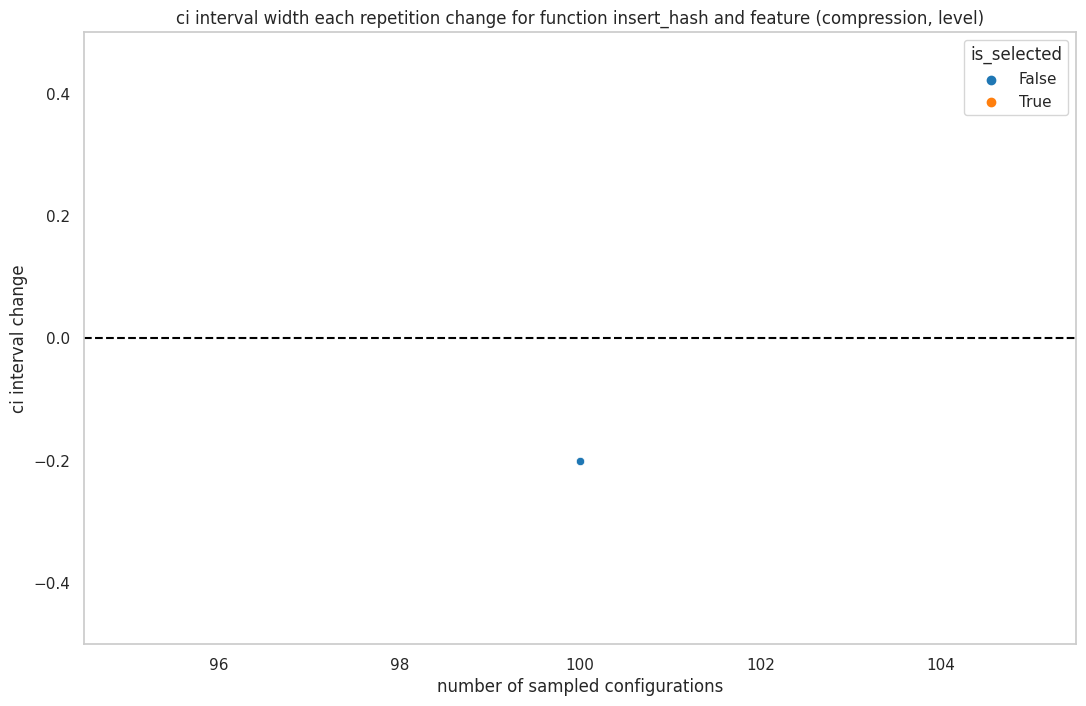 ci interval width each repetition change for function insert_hash and feature (compression, level)
is_selected
False
True
0.4
0.2
0.0
−0.2
−0.4
ci interval change
96
98
100
102
104
number of sampled configurations